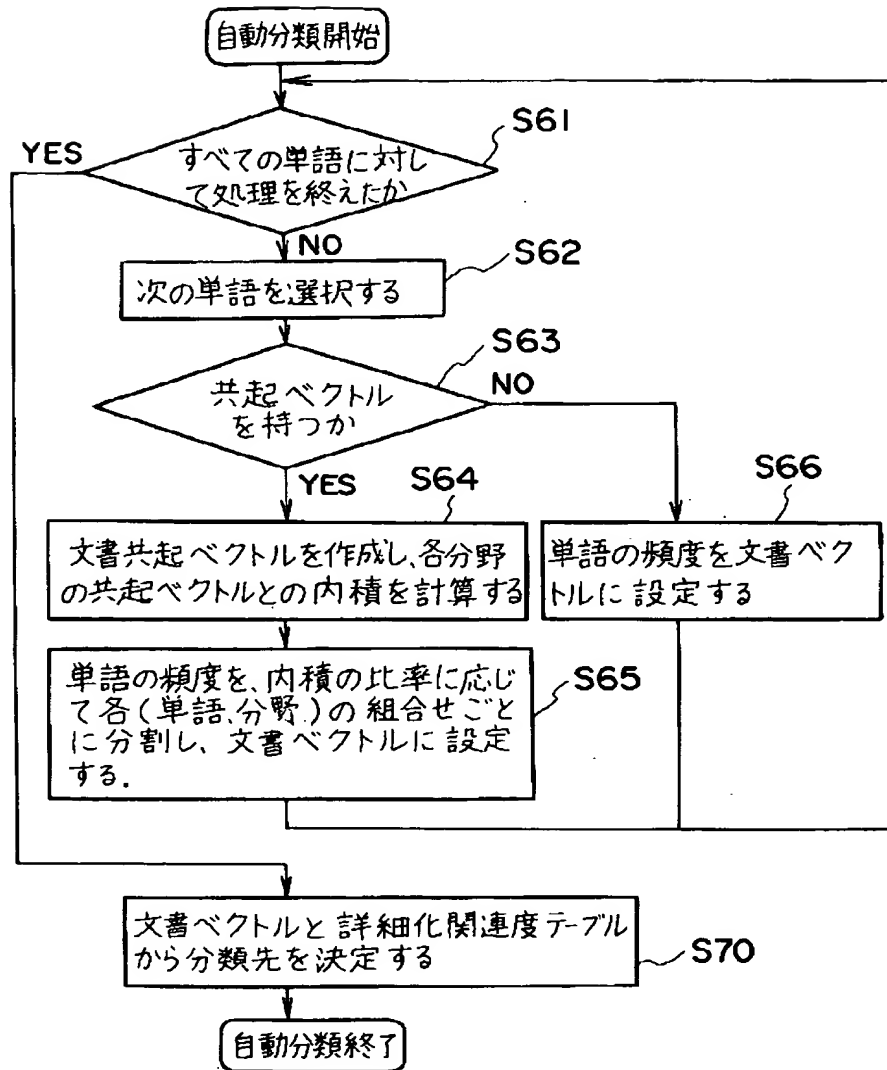 自動分類開始
S61
YES
すべての単語に対し
て処理を終えたか
NO
S62
次の単語を選択する
S63
共起ベクトル
を持つか
NO
YES
S64
S66
文書共起ベクトルを作成し、各分野
の共起ベクトルとの内積を計算する
単語の頻度を文書ベク
トルに設定する
単語の頻度を、内積の比率に応じ
て各(単語、分野)の組合せごと
に分割し、文書ベクトルに設定
する.
S65
文書ベクトルと詳細化関連度テーブル
から分類先を決定する
S70
自動分類終了